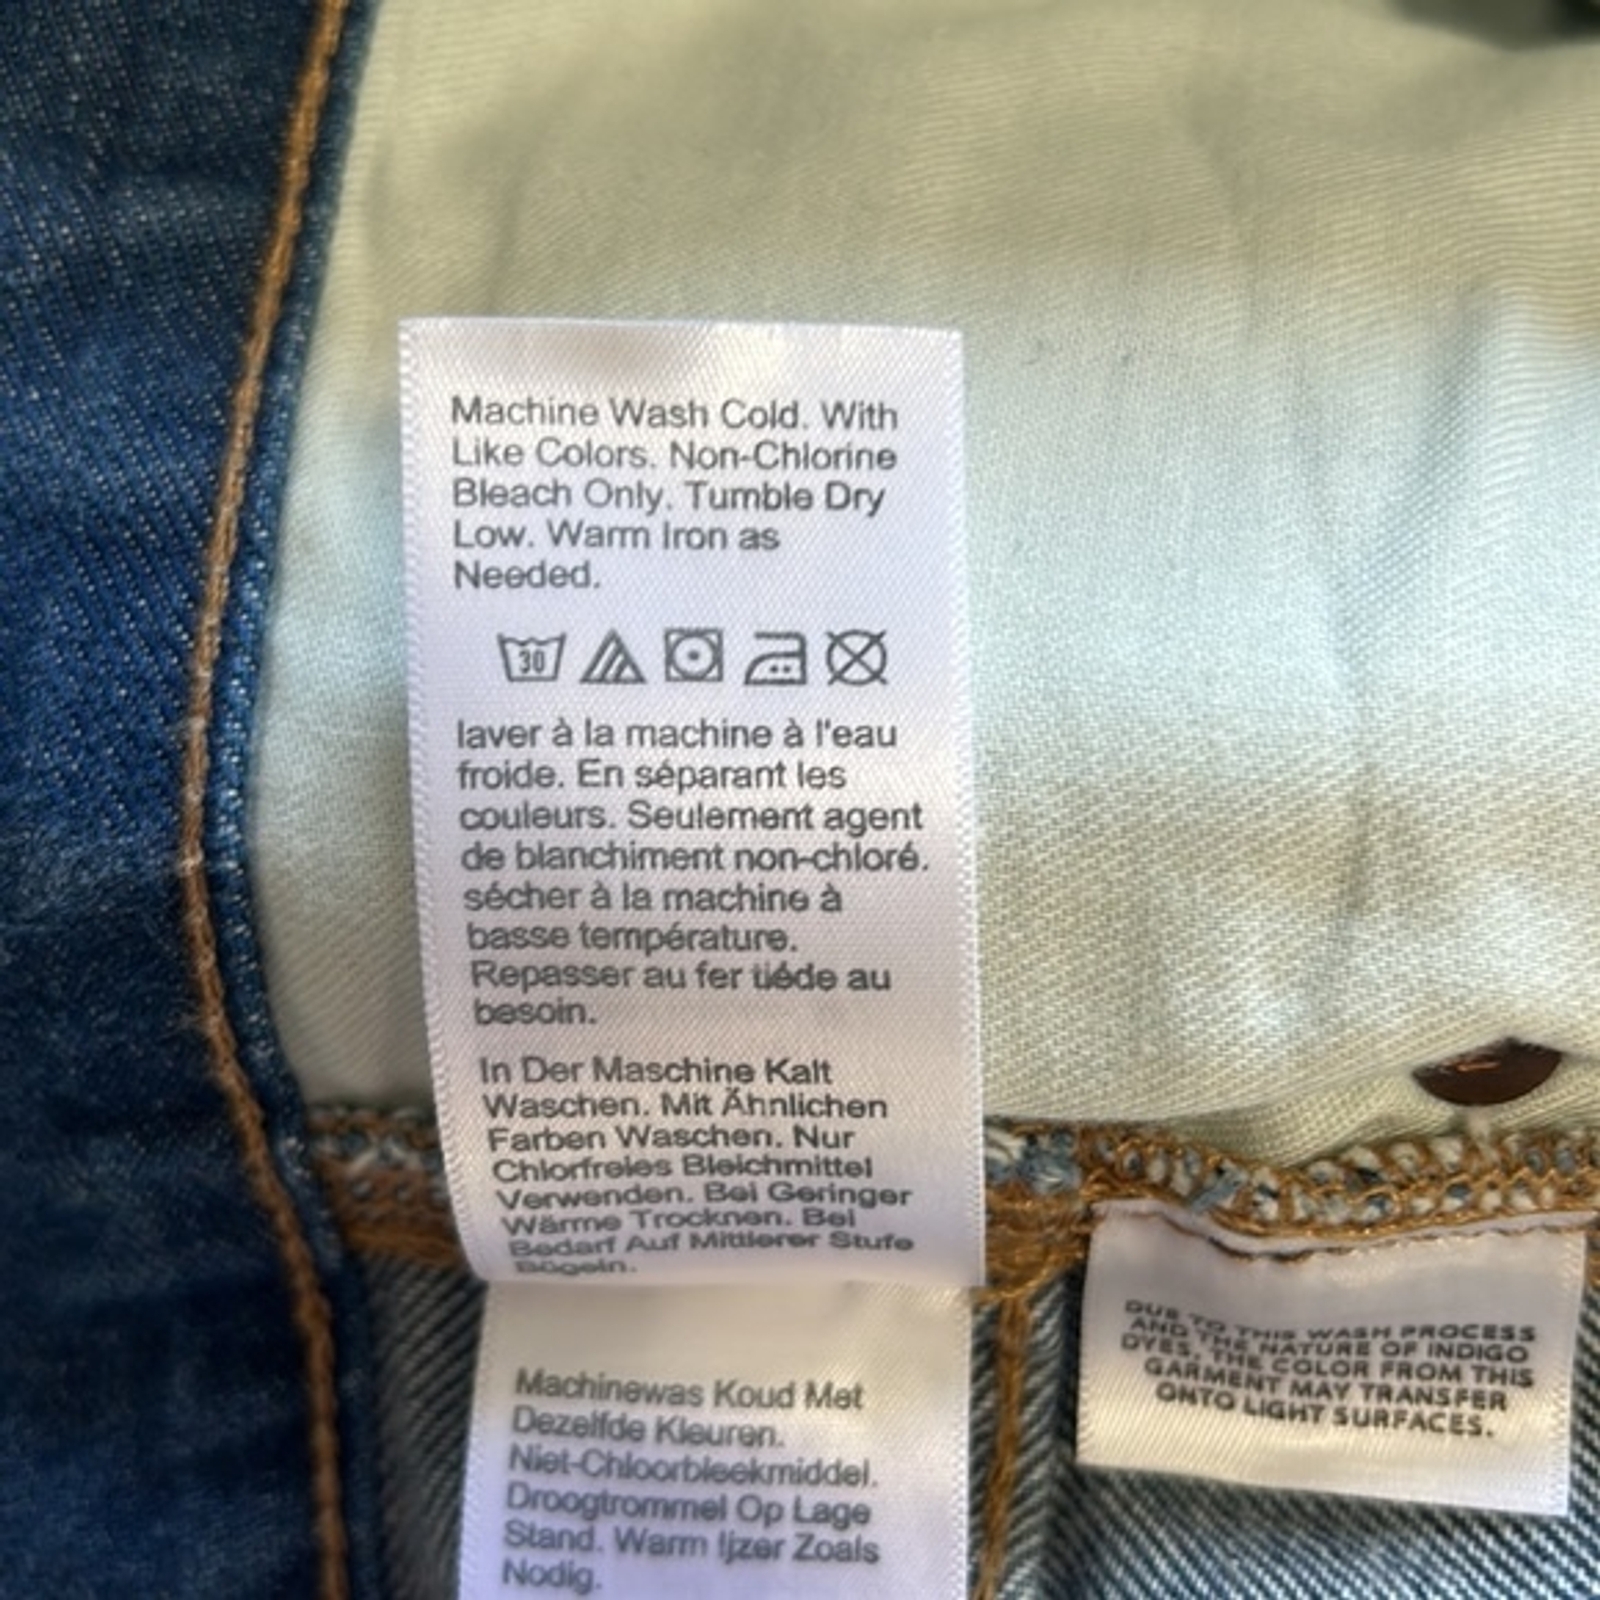 Machine Wash Cold. With
Like Colors. Non-Chlorine
Bleach Only. Tumble Dry
Low. Warm Iron as
Needed.
30
laver à la machine à l'eau
froide. En séparant les
couleurs. Seulement agent
de blanchiment non-chloré.
sécher à la machine à
basse température.
Repasser au fer tiéde au
besoin.
In Der Maschine Kalt
Waschen. Mit Ähnlichen
Farben Waschen. Nur
Chlorfreies Bleichmittel
Verwenden. Bei Geringer
Wärme Trocknen. Bei
Bedarf Auf Mittlerer Stufe
Bügeln.
Machinewas Koud Met
Dezelfde Kleuren.
Niet-Chloorbleekmiddel.
Droogtrommel Op Lage
Stand. Warm Ijzer Zoals
Nodig.
DUE TO THIS WASH PROCESS
AND THE NATURE OF INDIGO
DYES, THE COLOR FROM THIS
GARMENT MAY TRANSFER
ONTO LIGHT SURFACES.